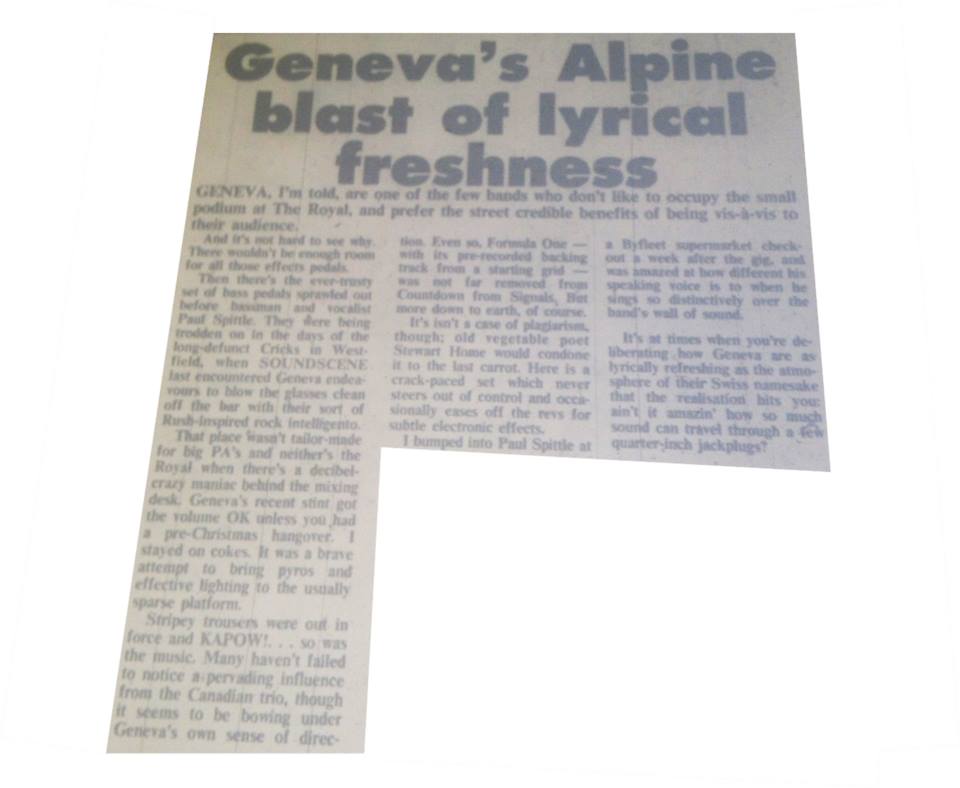 Geneva's Alpine
blast of lyrical
freshness
GENEVA, I'm told, are one of the few bands who don't like to occupy the small
podium at The Royal, and prefer the street credible benefits of being vis-à-vis to
their audience.
And it's not hard to see why.
There wouldn't be enough room
for all those effects pedals.
Then there's the ever-trusty
set of bass pedals sprawled out
before bassman and vocalist
Paul Spittle. They were being
trodden on in the days of the
long-defunct Cricks in West-
field, when SOUNDSCENE
last encountered Geneva endea-
vours to blow the glasses clean
off the bar with their sort of
Rush-inspired rock intelligento.
That place wasn't tailor-made
for big PA's and neither's the
Royal when there's a decibel-
crazy maniac behind the mixing
desk. Geneva's recent stint got
the volume OK unless you had
a pre-Christmas hangover. I
stayed on cokes. It was a brave
attempt to bring pyros and
effective lighting to the usually
sparse platform.
Stripey trousers were out in
force and KAPOW!. . . so was
the music. Many haven't failed
to notice a pervading influence
from the Canadian trio, though
it seems to be bowing under
Geneva's own sense of direc-
tion. Even so, Formula One —
with its pre-recorded backing
track from a starting grid —
was not far removed from
Countdown from Signals, But
more down to earth, of course.
It's isn't a case of plagiarism,
though; old vegetable poet
Stewart Home would condone
it to the last carrot. Here is a
crack-paced set which never
steers out of control and occa-
sionally eases off the revs for
subtle electronic effects.
I bumped into Paul Spittle at
a Byfleet supermarket check-
out a week after the gig, and
was amazed at how different his
speaking voice is to when he
sings so distinctively over the
band's wall of sound.
It's at times when you're de-
liberating how Geneva are as
lyrically refreshing as the atmo-
sphere of their Swiss namesake
that the realisation hits you:
ain't it amazin' how so much
sound can travel through a few
quarter-inch jackplugs?